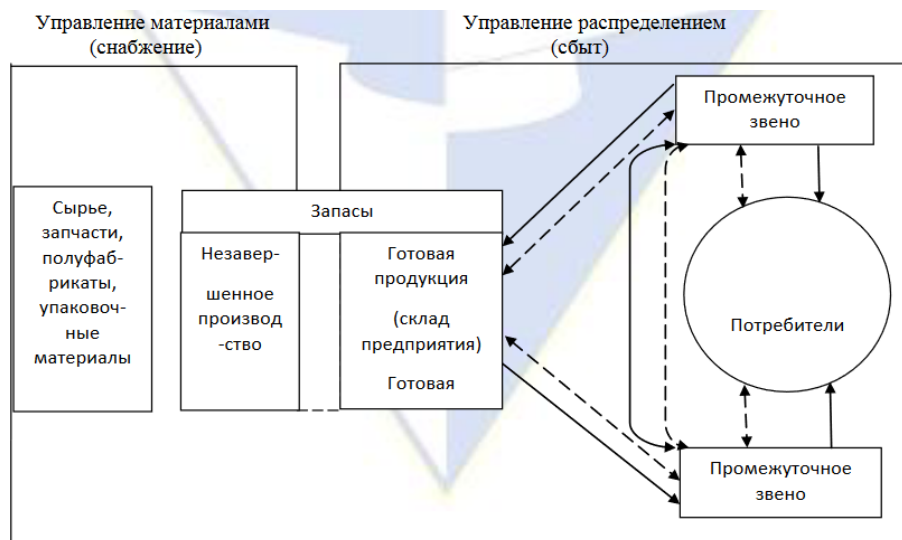 Управление материалами
(снабжение)
Управление распределением
(сбыт)
Промежуточное
звено
Сырье,
запчасти,
полуфаб-
рикаты,
упаковоч-
ные
материалы
Запасы
Незавер-
шенное
производ
-ство
Готовая
продукция
(склад
предприятия)
Готовая
Потребители
Промежуточное
звено